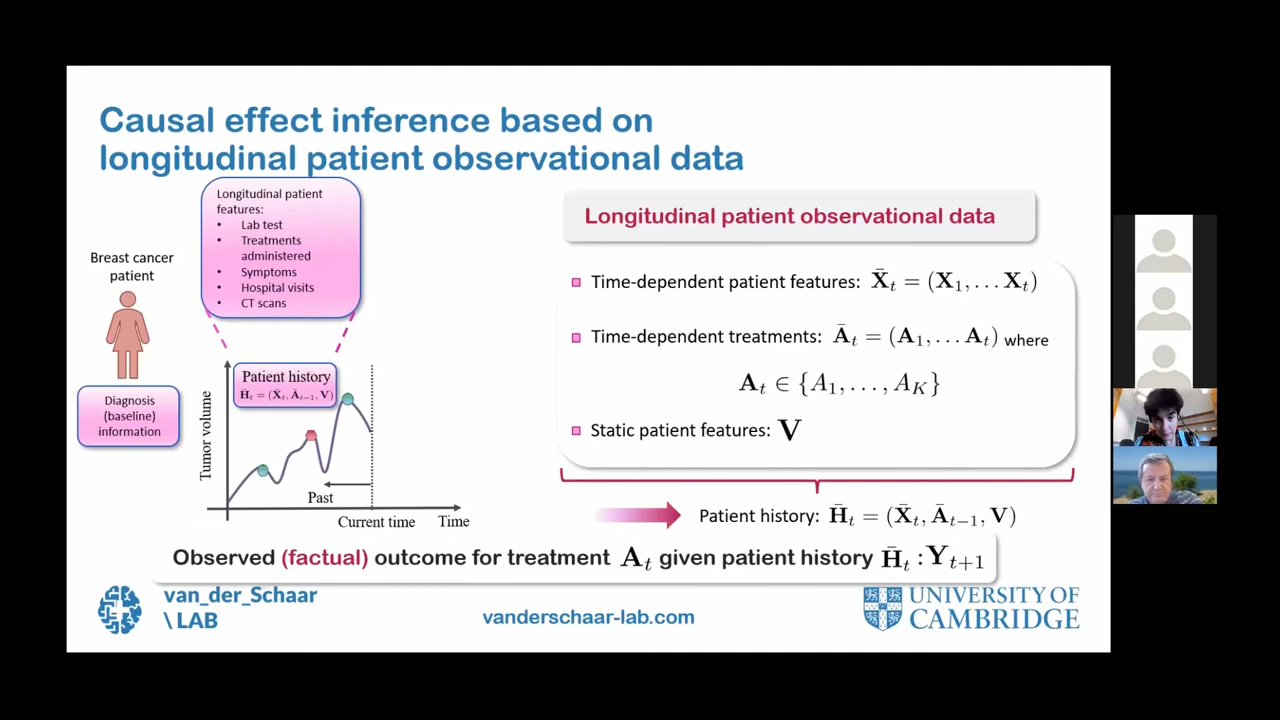 Causal effect inference based on
longitudinal patient observational data
Longitudinal patient
features:
• Lab test
• Treatments
administered
• Symptoms
• Hospital visits
• CT scans
Breast cancer
patient
Diagnosis
(baseline)
information
Patient history
H̄ₜ = (X̄ₜ, Āₜ₋₁, V)
Tumor volume
Past
Current time
Time
Longitudinal patient observational data
Time-dependent patient features: X̄ₜ = (X₁, . . . Xₜ)
Time-dependent treatments: Āₜ = (A₁, . . . Aₜ) where
Aₜ ∈ {A₁, . . . , A_K}
Static patient features: V
Patient history: H̄ₜ = (X̄ₜ, Āₜ₋₁, V)
Observed (factual) outcome for treatment Aₜ given patient history H̄ₜ : Yₜ₊₁
van_der_Schaar
\ LAB
vanderschaar-lab.com
UNIVERSITY OF
CAMBRIDGE